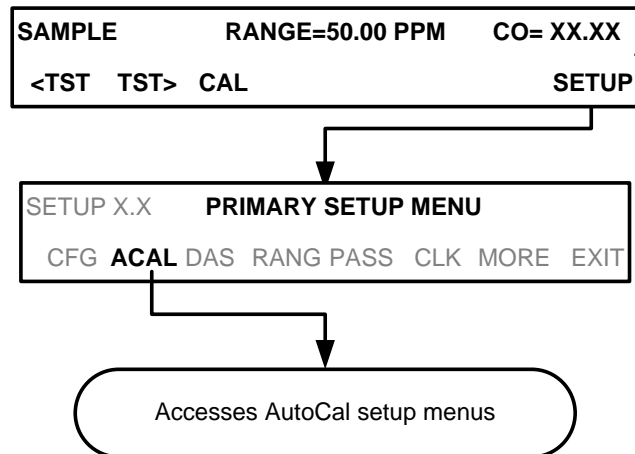 SAMPLE RANGE=50.00 PPM CO= XX.XX
<TST TST> CAL SETUP
SETUP X.X PRIMARY SETUP MENU
CFG ACAL DAS RANG PASS CLK MORE EXIT
Accesses AutoCal setup menus